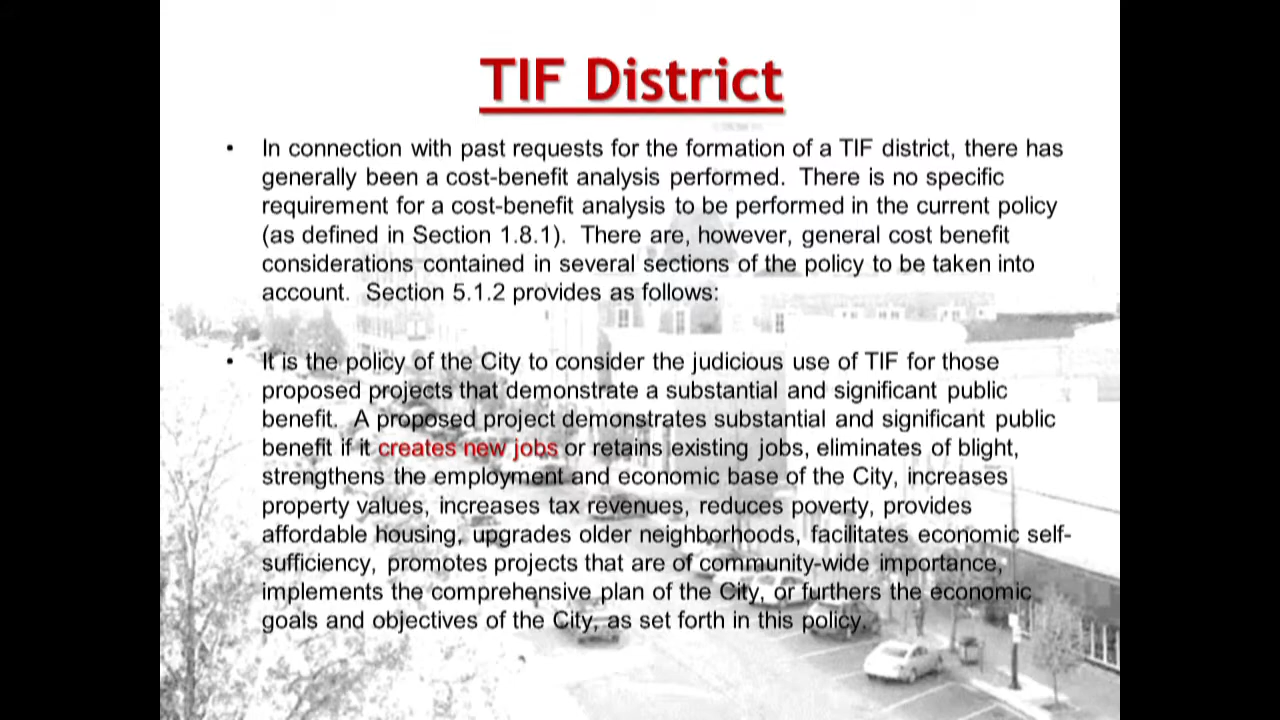 TIF District
• In connection with past requests for the formation of a TIF district, there has
generally been a cost-benefit analysis performed.  There is no specific
requirement for a cost-benefit analysis to be performed in the current policy
(as defined in Section 1.8.1).  There are, however, general cost benefit
considerations contained in several sections of the policy to be taken into
account.  Section 5.1.2 provides as follows:
• It is the policy of the City to consider the judicious use of TIF for those
proposed projects that demonstrate a substantial and significant public
benefit.  A proposed project demonstrates substantial and significant public
benefit if it creates new jobs or retains existing jobs, eliminates of blight,
strengthens the employment and economic base of the City, increases
property values, increases tax revenues, reduces poverty, provides
affordable housing, upgrades older neighborhoods, facilitates economic self-
sufficiency, promotes projects that are of community-wide importance,
implements the comprehensive plan of the City, or furthers the economic
goals and objectives of the City, as set forth in this policy.